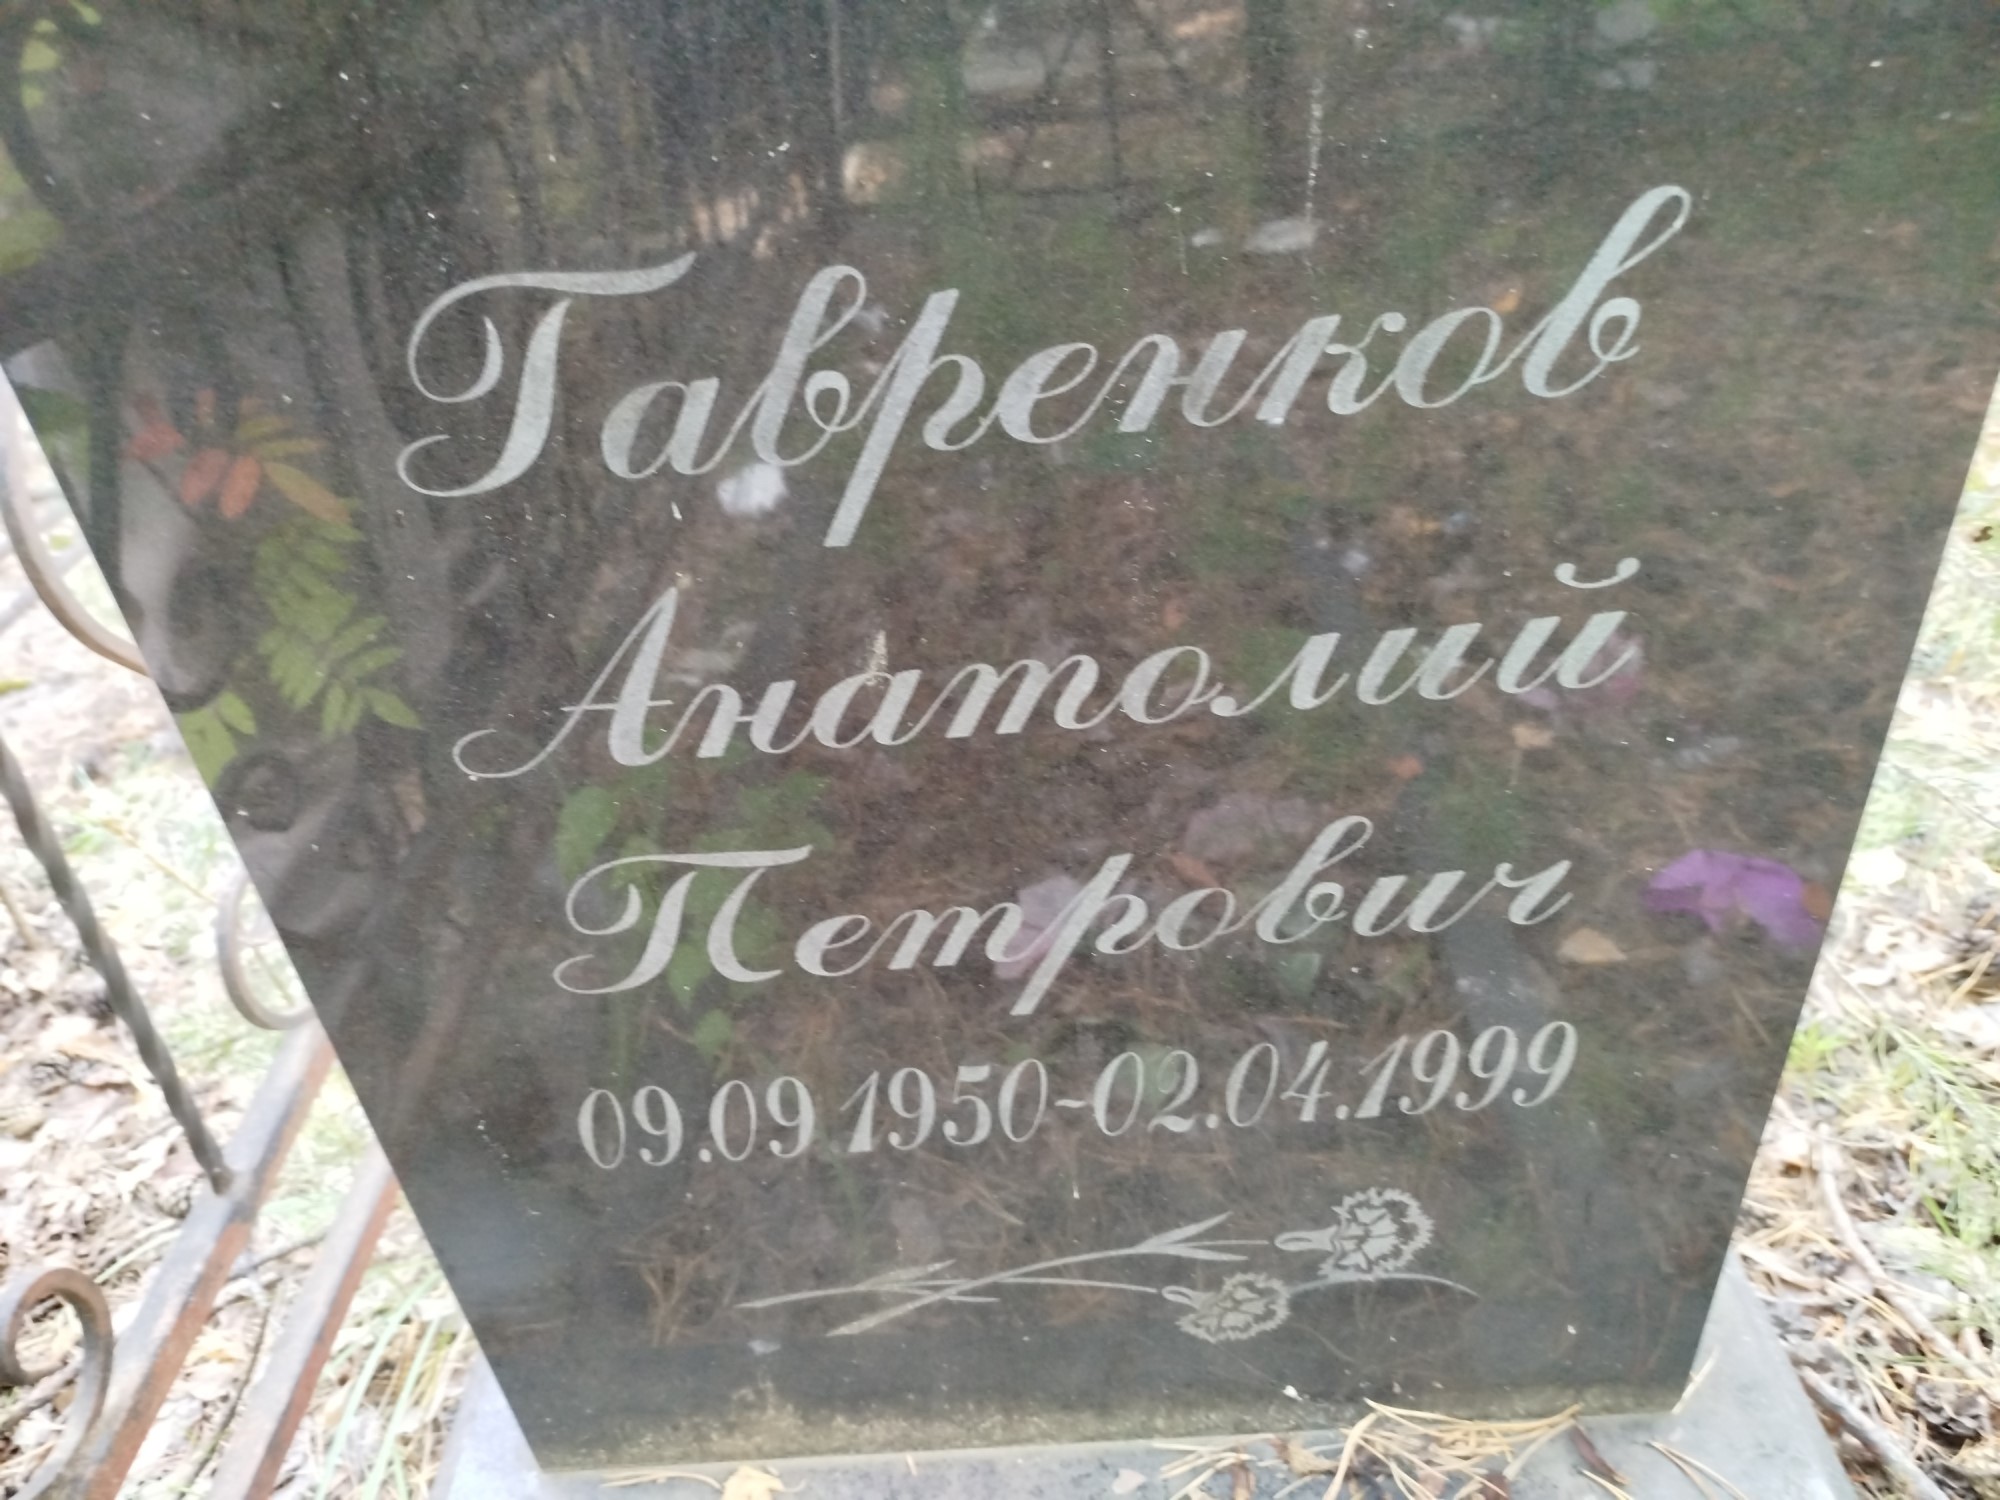 Гавренков
Анатолий
Петрович
09.09.1950-02.04.1999